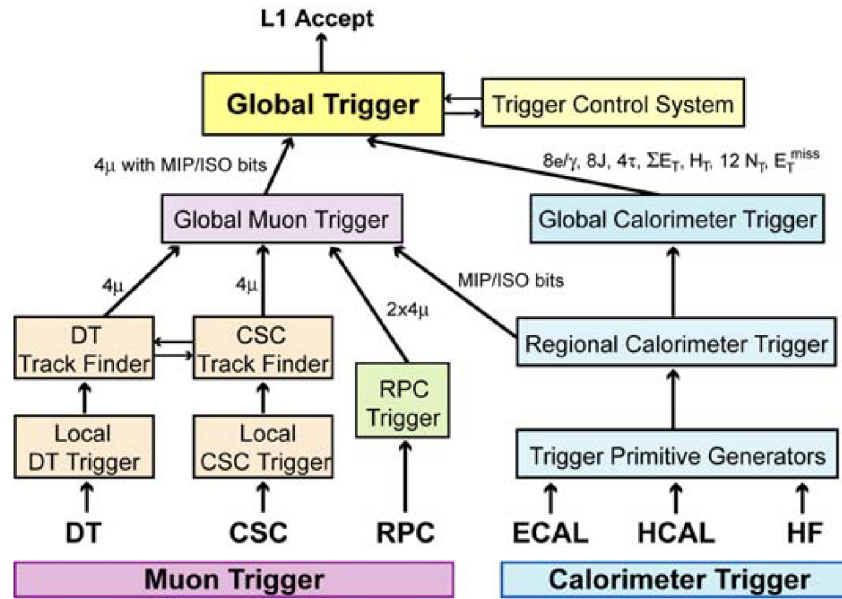 L1 Accept
Global Trigger
Trigger Control System
4μ with MIP/ISO bits
8e/γ, 8J, 4τ, ΣE_T, H_T, 12 N_T, E_T^miss
Global Muon Trigger
Global Calorimeter Trigger
4μ
4μ
2x4μ
MIP/ISO bits
DT
Track Finder
CSC
Track Finder
Regional Calorimeter Trigger
RPC
Trigger
Local
DT Trigger
Local
CSC Trigger
Trigger Primitive Generators
DT
CSC
RPC
ECAL
HCAL
HF
Muon Trigger
Calorimeter Trigger